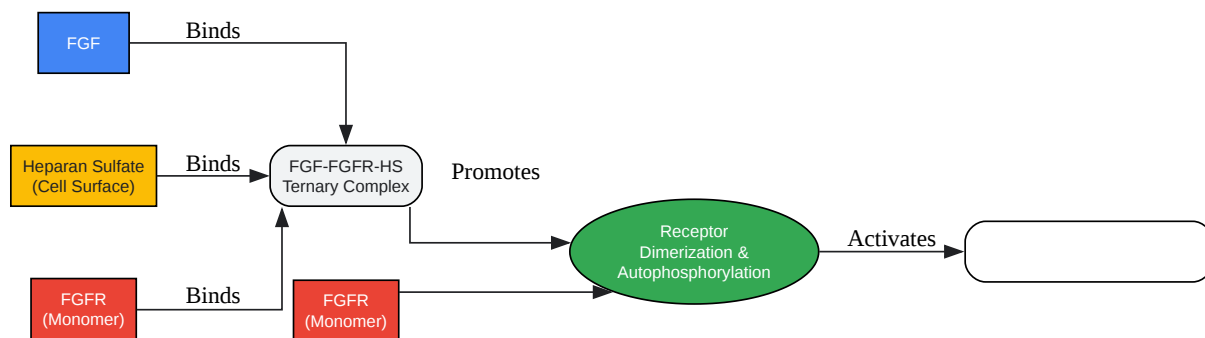 FGF
Binds
Heparan Sulfate
(Cell Surface)
Binds
FGF-FGFR-HS
Ternary Complex
Promotes
Receptor
Dimerization &
Autophosphorylation
Activates
FGFR
(Monomer)
Binds
FGFR
(Monomer)